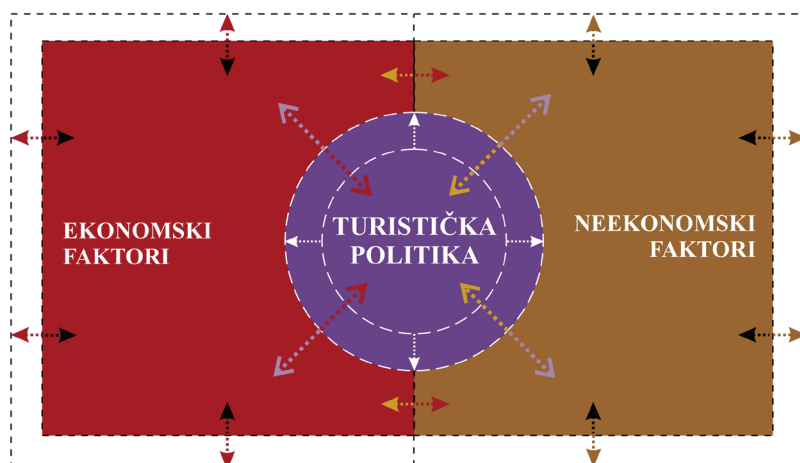 EKONOMSKI
FAKTORI
TURISTIČKA
POLITIKA
NEEKONOMSKI
FAKTORI